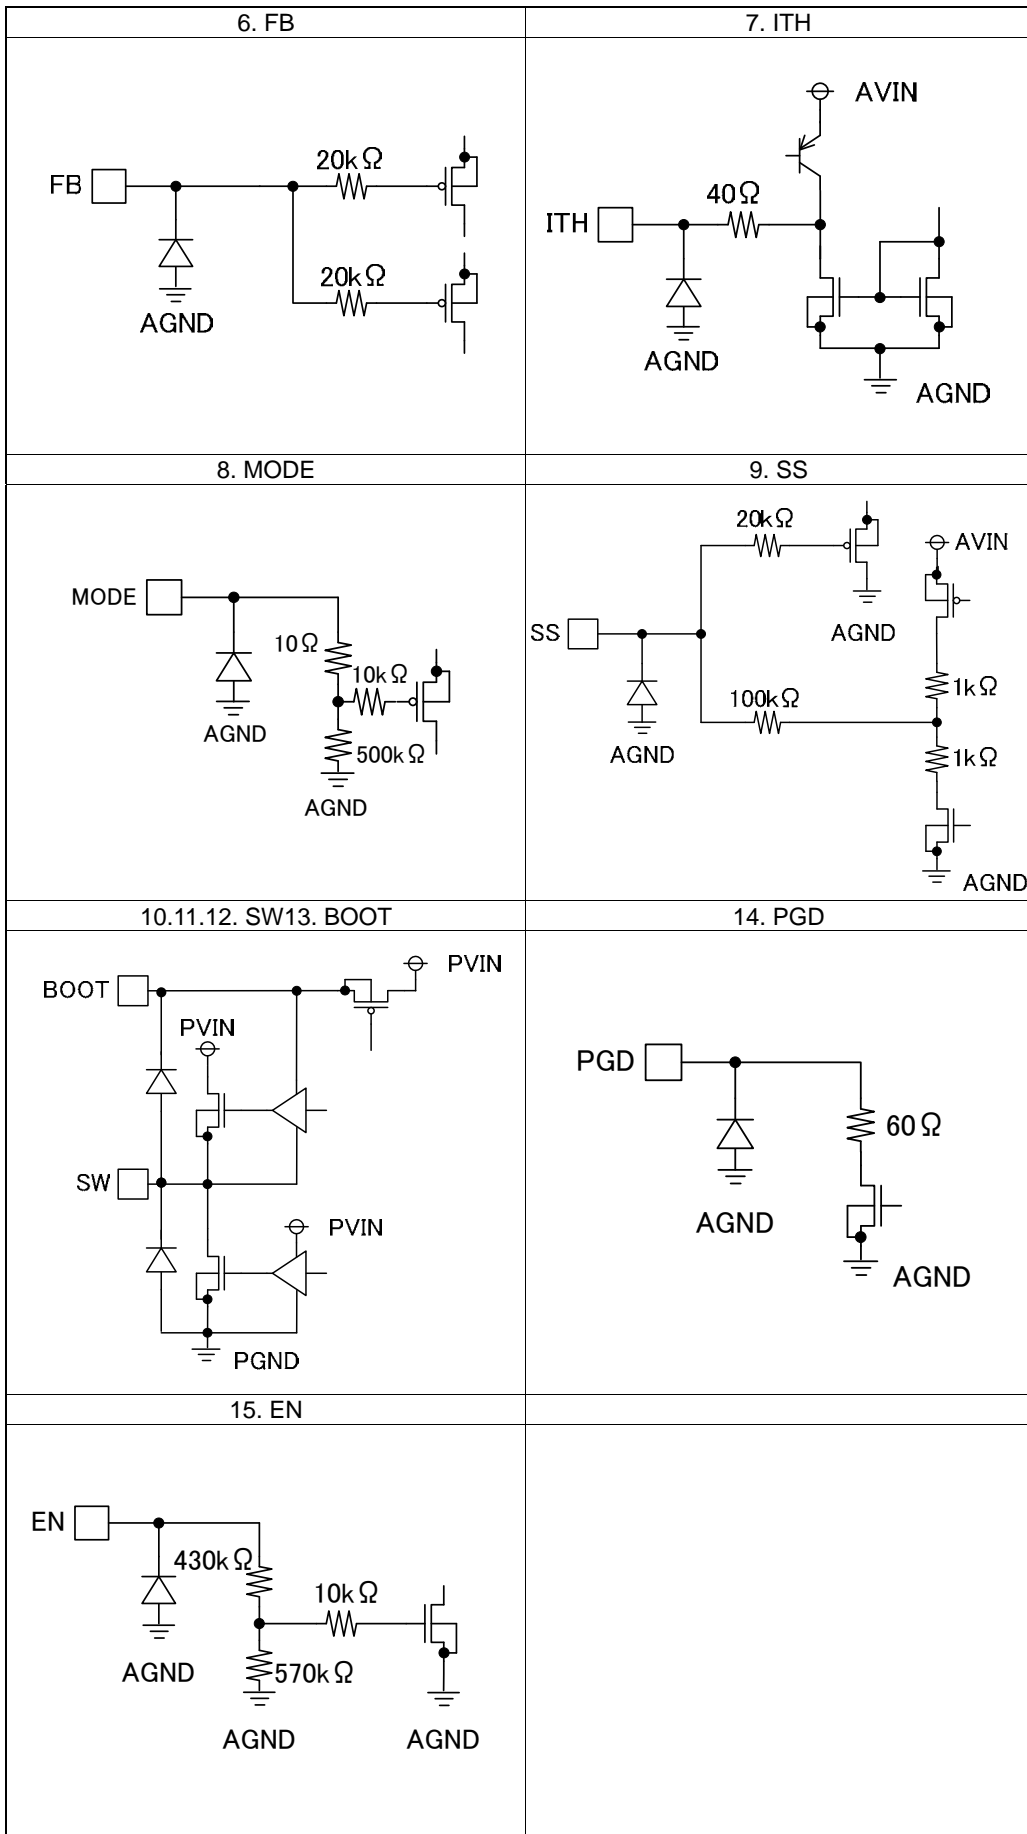 6. FB
7. ITH
FB
20kΩ
20kΩ
AGND
AVIN
ITH
40Ω
AGND
AGND
8. MODE
9. SS
MODE
10Ω
10kΩ
AGND
500kΩ
AGND
20kΩ
AVIN
SS
AGND
1kΩ
100kΩ
AGND
1kΩ
AGND
10.11.12. SW13. BOOT
14. PGD
BOOT
PVIN
PVIN
SW
PVIN
PGND
PGD
60Ω
AGND
AGND
15. EN
EN
430kΩ
10kΩ
AGND
570kΩ
AGND
AGND